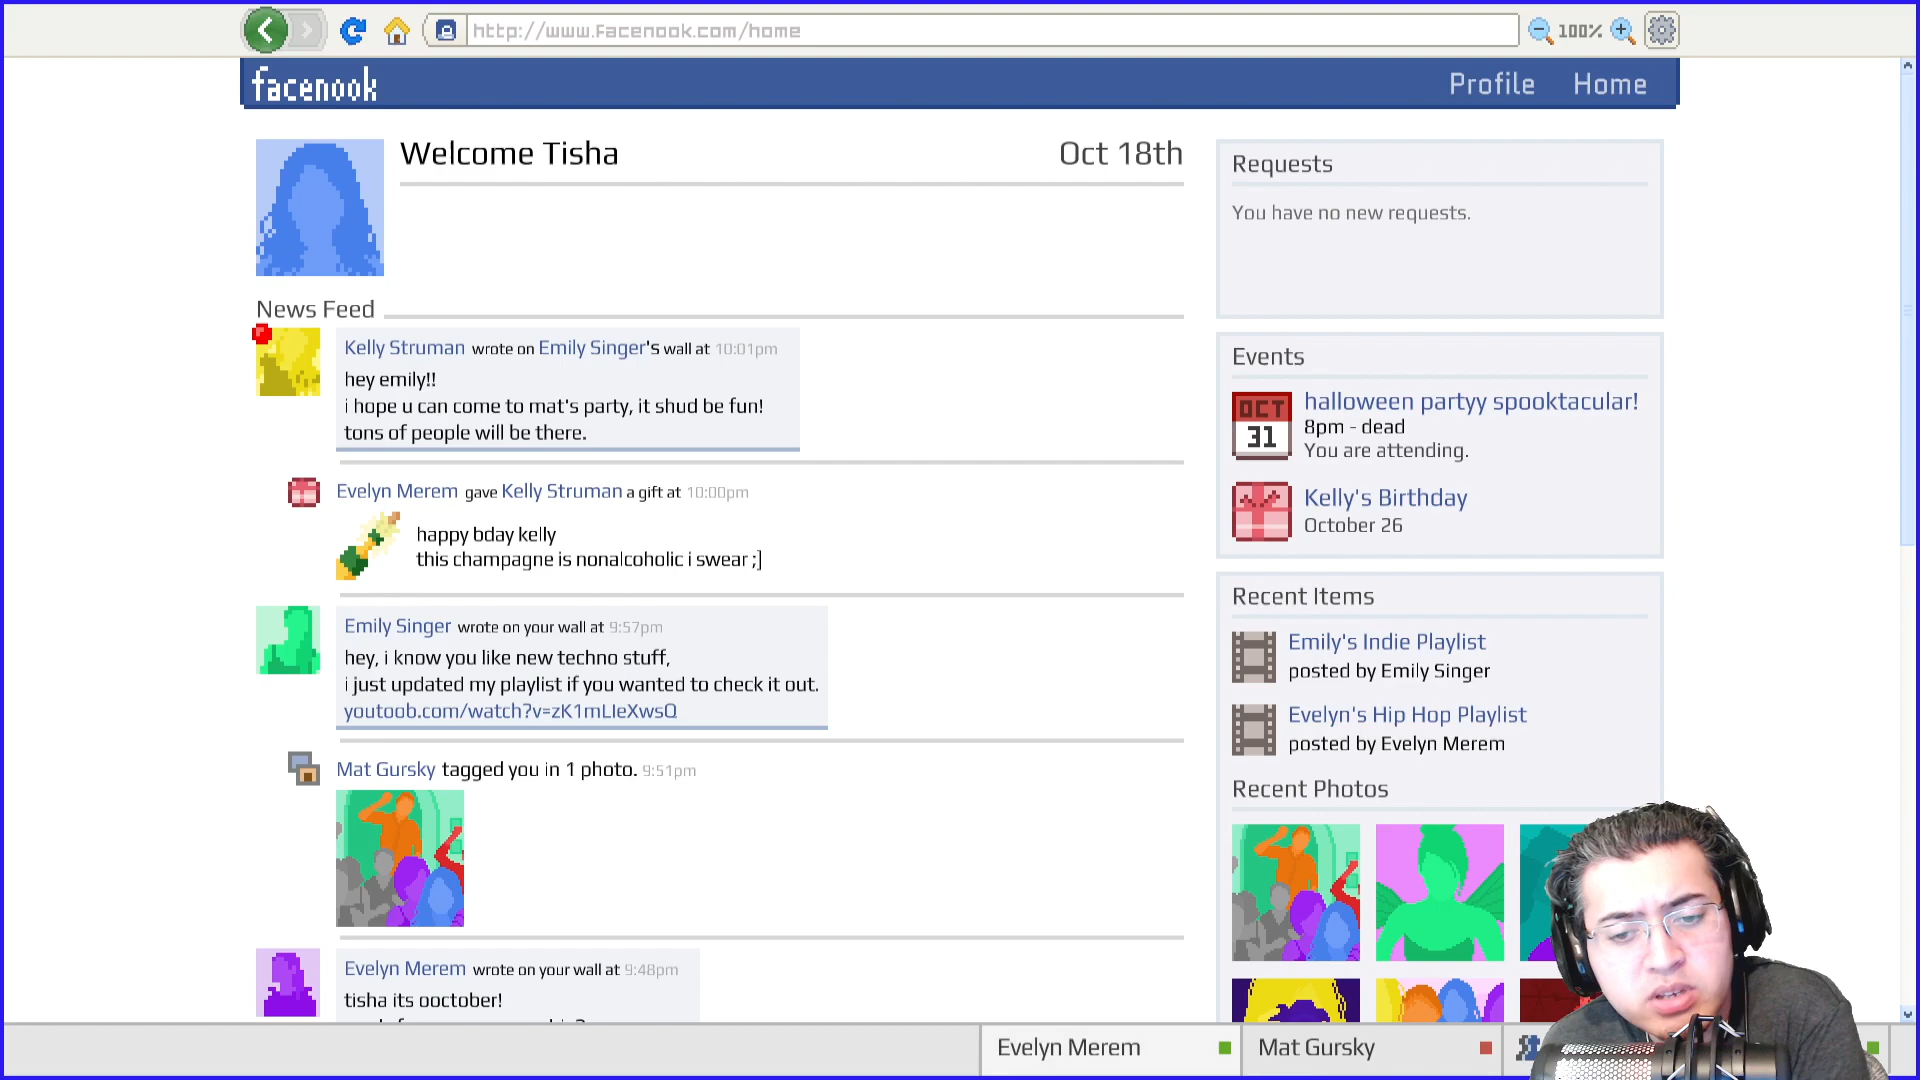 http://www.facenook.com/home
100%
facenook
Profile Home
Welcome Tisha
Oct 18th
News Feed
Kelly Struman wrote on Emily Singer's wall at 10:01pm
hey emily!!
i hope u can come to mat's party, it shud be fun!
tons of people will be there.
Evelyn Merem gave Kelly Struman a gift at 10:00pm
happy bday kelly
this champagne is nonalcoholic i swear ;]
Emily Singer wrote on your wall at 9:57pm
hey, i know you like new techno stuff,
i just updated my playlist if you wanted to check it out.
youtoob.com/watch?v=zK1mLIeXwsQ
Mat Gursky tagged you in 1 photo. 9:51pm
Evelyn Merem wrote on your wall at 9:48pm
tisha its ooctober!
Requests
You have no new requests.
Events
OCT
31
halloween partyy spooktacular!
8pm - dead
You are attending.
Kelly's Birthday
October 26
Recent Items
Emily's Indie Playlist
posted by Emily Singer
Evelyn's Hip Hop Playlist
posted by Evelyn Merem
Recent Photos
Evelyn Merem
Mat Gursky